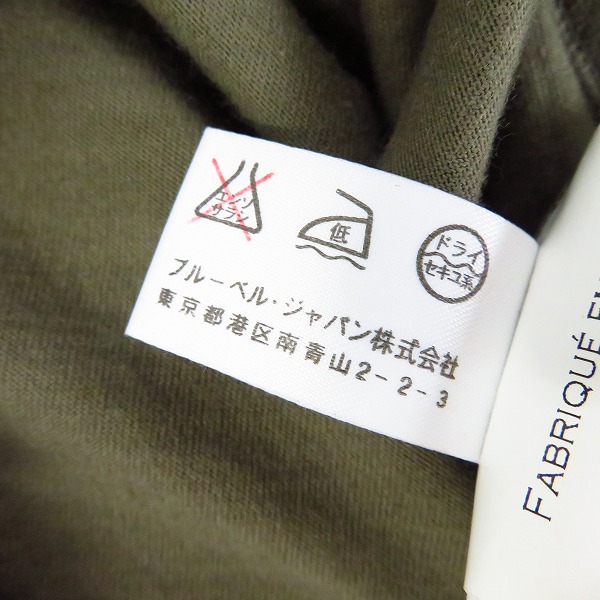 エンソ
サラシ
低
ドライ
セキユ系
ブルーベル・ジャパン株式会社
東京都港区南青山2-2-3
FABRIQUÉ